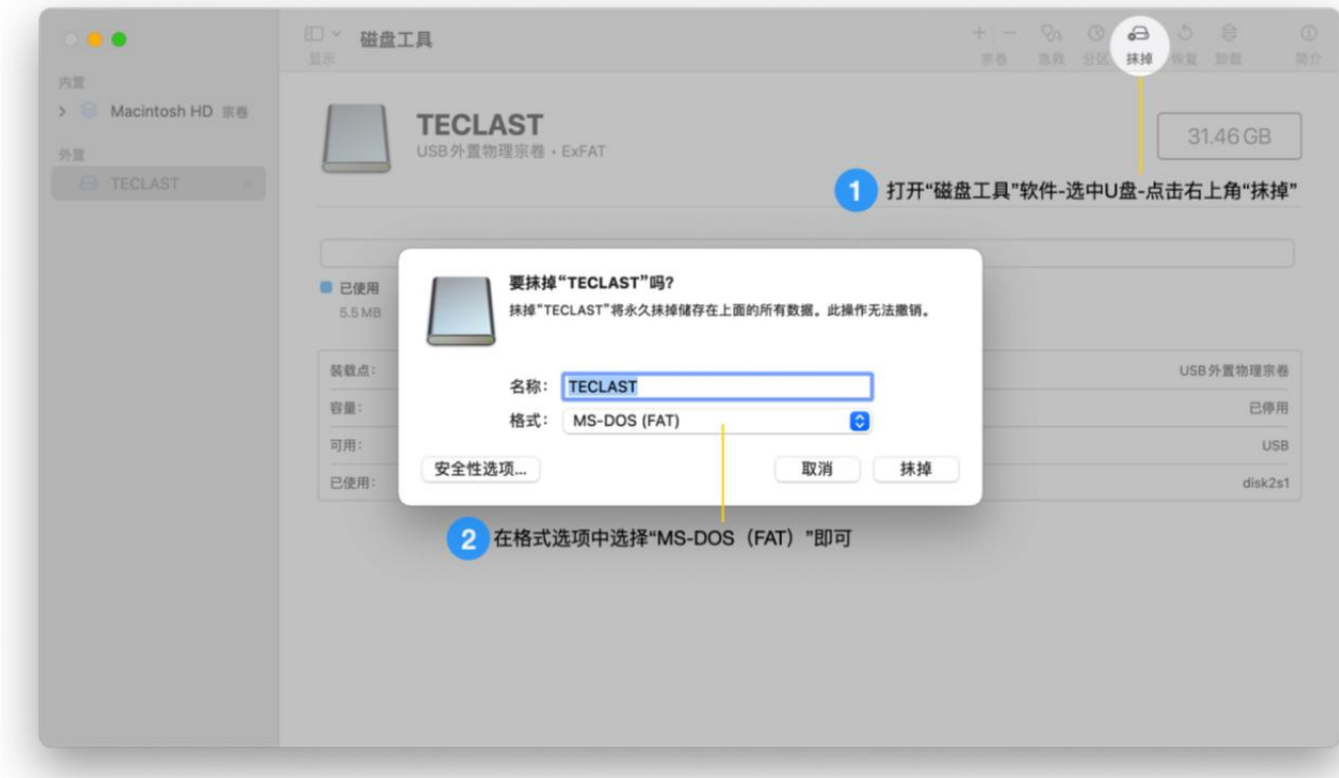 磁盘工具
显示
宗卷
急救
分区
抹掉
恢复
卸载
简介
内置
Macintosh HD 宗卷
外置
TECLAST
TECLAST
USB外置物理宗卷 • ExFAT
31.46 GB
1 打开“磁盘工具”软件-选中U盘-点击右上角“抹掉”
已使用
5.5 MB
要抹掉“TECLAST”吗?
抹掉“TECLAST”将永久抹掉储存在上面的所有数据。此操作无法撤销。
名称: TECLAST
格式: MS-DOS (FAT)
安全性选项...
取消
抹掉
装载点:
USB外置物理宗卷
容量:
已停用
可用:
USB
已使用:
disk2s1
2 在格式选项中选择“MS-DOS（FAT）”即可